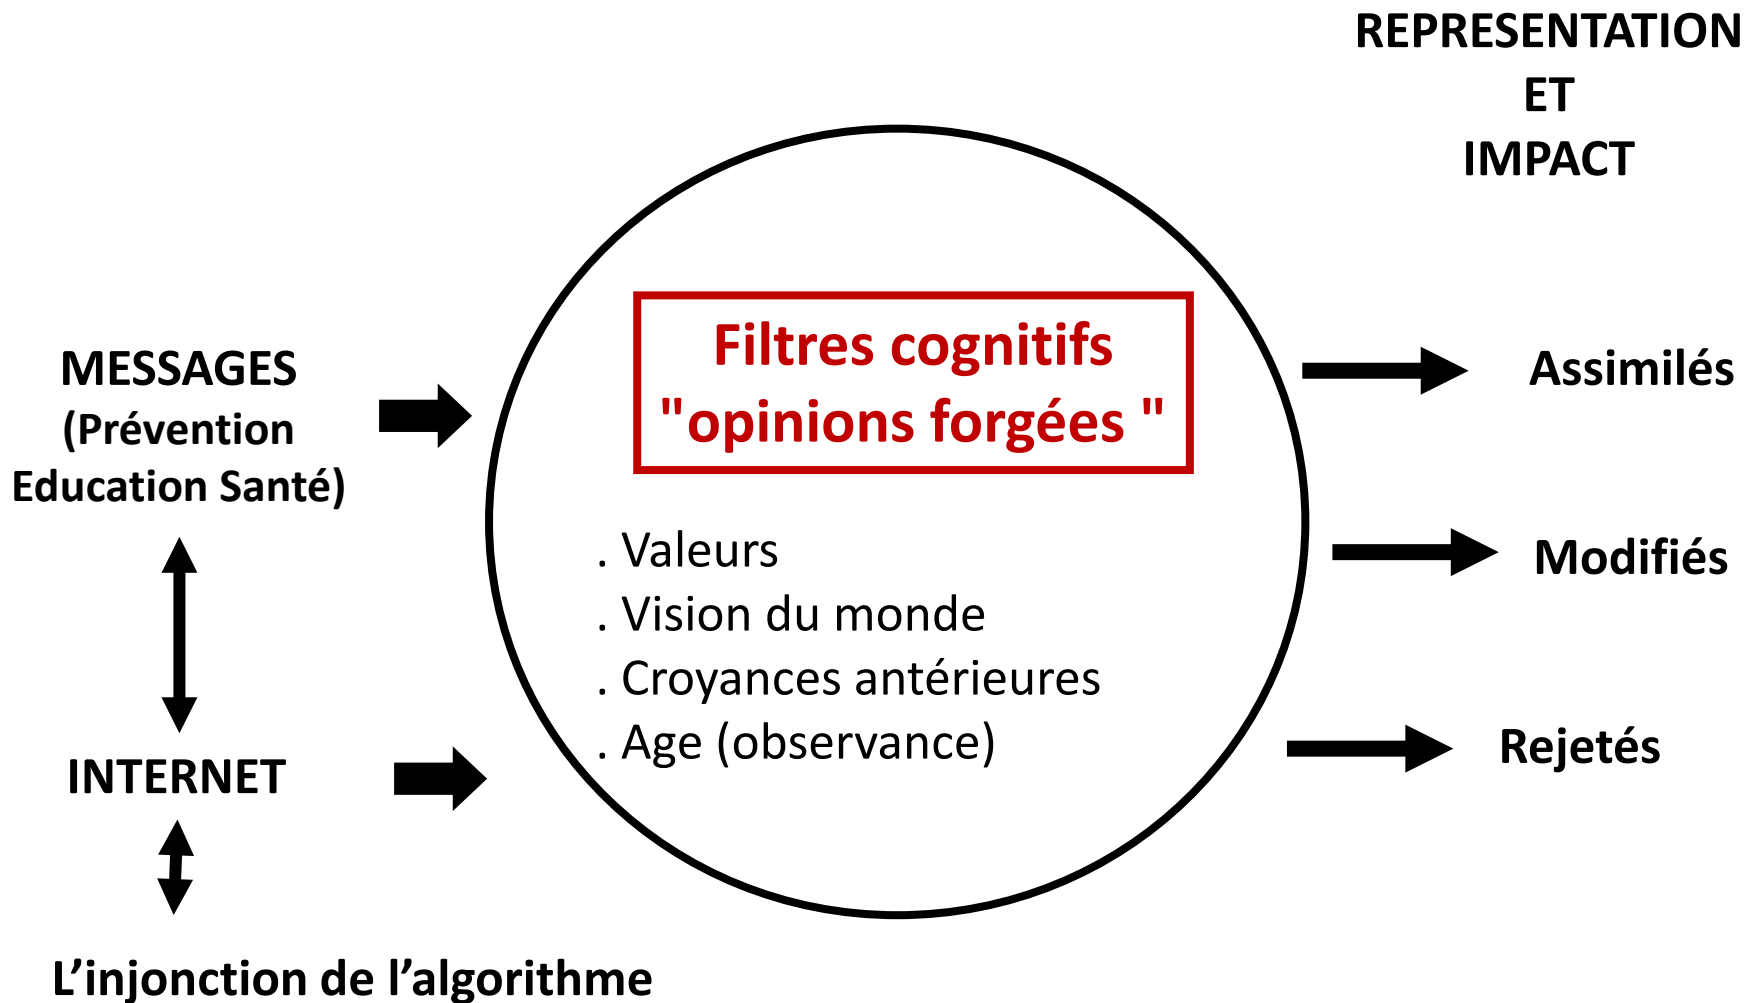 REPRESENTATION
ET
IMPACT
MESSAGES
(Prévention
Education Santé)
INTERNET
L’injonction de l’algorithme
Filtres cognitifs
"opinions forgées "
. Valeurs
. Vision du monde
. Croyances antérieures
. Age (observance)
Assimilés
Modifiés
Rejetés